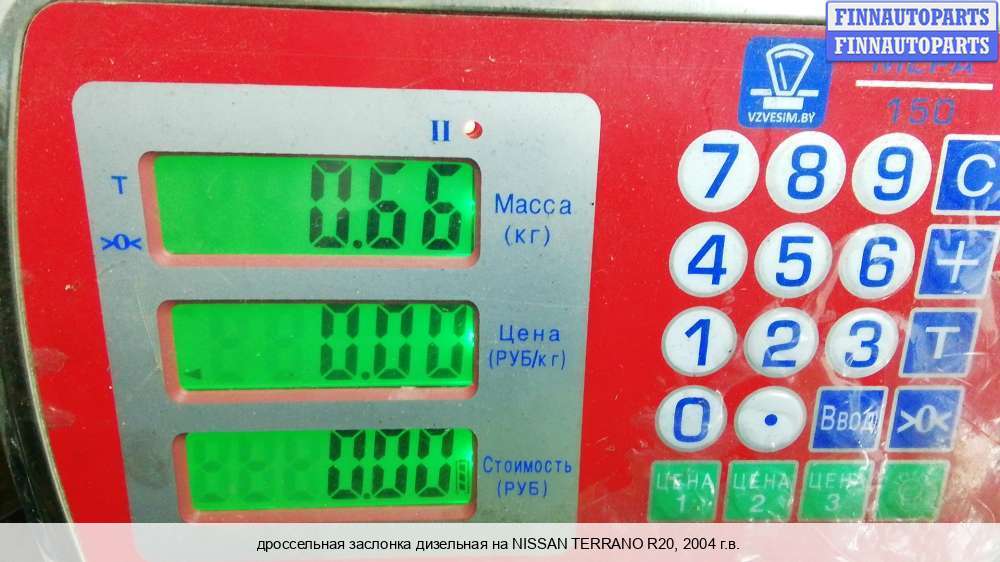 FINNAUTOPARTS
FINNAUTOPARTS
МЕРА
150
VZVESIM.BY
II
Т
>0<
0.66
Масса
(кг)
0.00
Цена
(РУБ/кг)
0.00
Стоимость
(РУБ)
7 8 9 C
4 5 6 +
1 2 3 T
0 . Ввод >0<
ЦЕНА 1
ЦЕНА 2
ЦЕНА 3
дроссельная заслонка дизельная на NISSAN TERRANO R20, 2004 г.в.